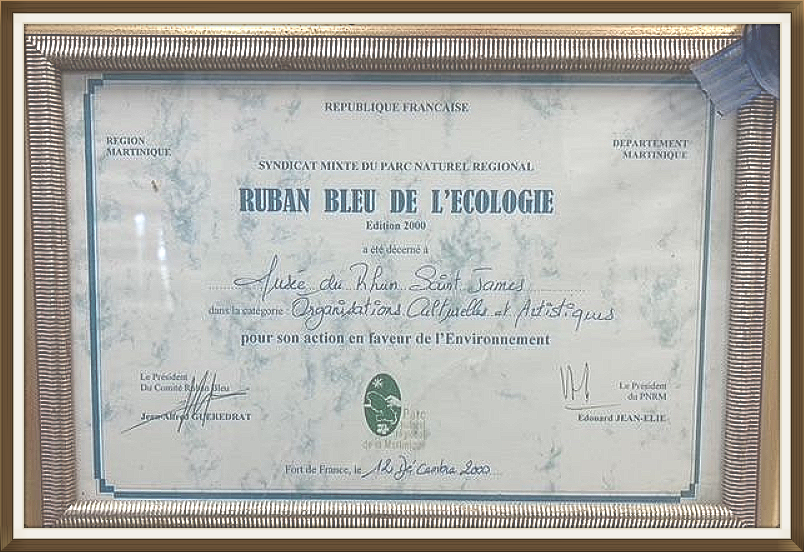 REPUBLIQUE FRANCAISE
REGION
MARTINIQUE
DEPARTEMENT
MARTINIQUE
SYNDICAT MIXTE DU PARC NATUREL REGIONAL
RUBAN BLEU DE L'ECOLOGIE
Edition 2000
a été décerné à
Musée du Rhum Saint James
dans la catégorie Organisations Culturelles et Artistiques
pour son action en faveur de l'Environnement
Le Président
Du Comité Ruban Bleu
Jean-Alfred GUEREDRAT
Le Président
du PNRM
Edouard JEAN-ELIE
Parc
naturel
régional
de la Martinique
Fort de France, le 12 Décembre 2000